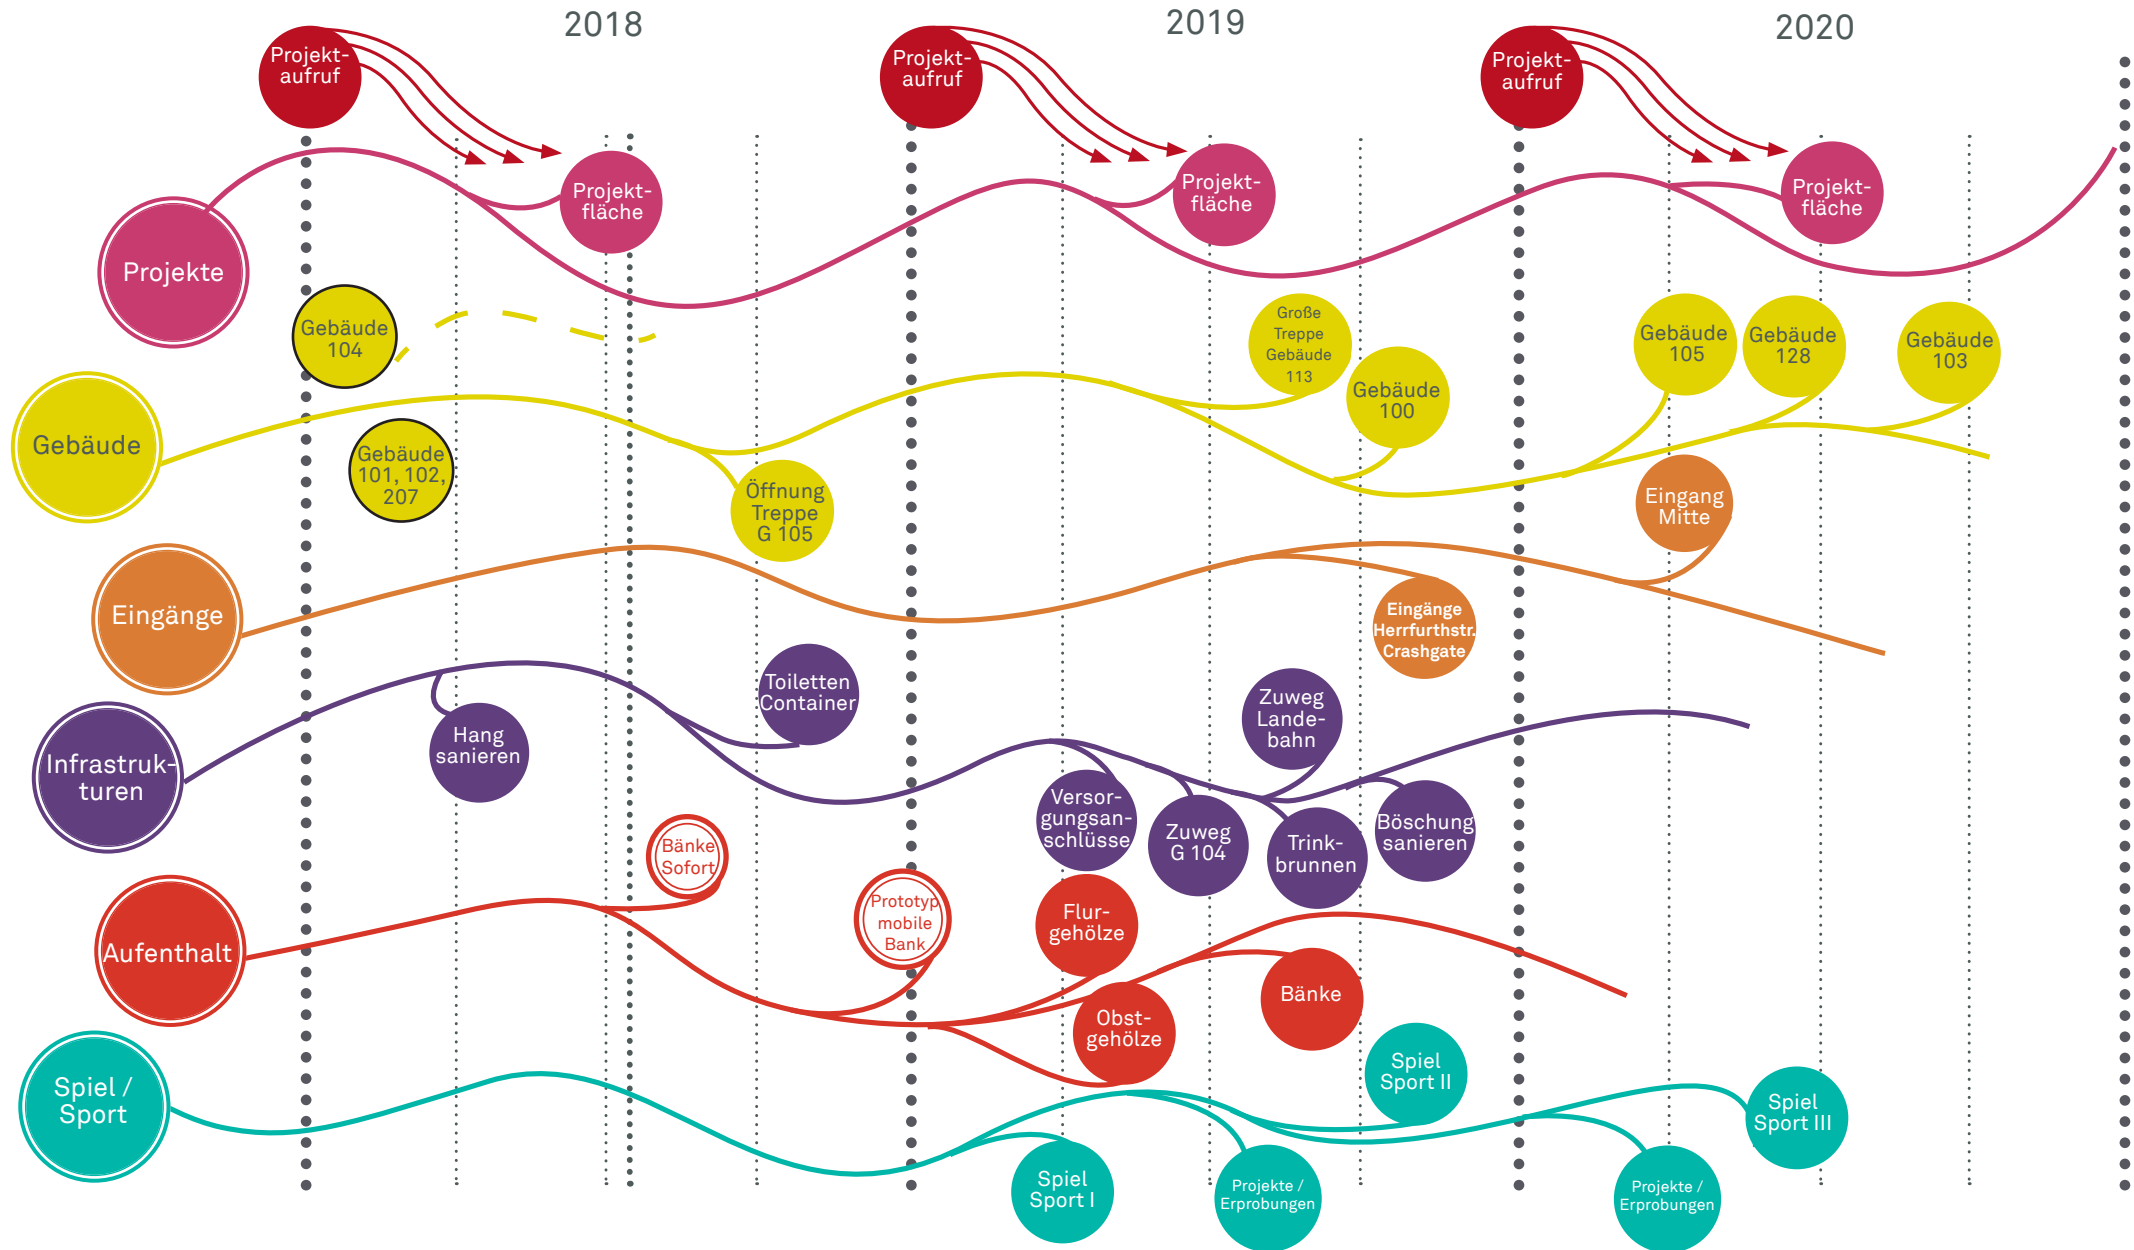 2018
2019
2020
Projekt-
aufruf
Projekt-
aufruf
Projekt-
aufruf
Projekte
Projekt-
fläche
Projekt-
fläche
Projekt-
fläche
Gebäude
Gebäude
104
Gebäude
101, 102,
207
Öffnung
Treppe
G 105
Große
Treppe
Gebäude
113
Gebäude
100
Gebäude
105
Gebäude
128
Gebäude
103
Eingänge
Eingänge
Herrfurthstr.
Crashgate
Eingang
Mitte
Infrastruk-
turen
Hang
sanieren
Toiletten
Container
Versor-
gungsan-
schlüsse
Zuweg
G 104
Zuweg
Lande-
bahn
Trink-
brunnen
Böschung
sanieren
Aufenthalt
Bänke
Sofort
Prototyp
mobile
Bank
Flur-
gehölze
Obst-
gehölze
Bänke
Spiel /
Sport
Spiel
Sport I
Projekte /
Erprobungen
Spiel
Sport II
Projekte /
Erprobungen
Spiel
Sport III